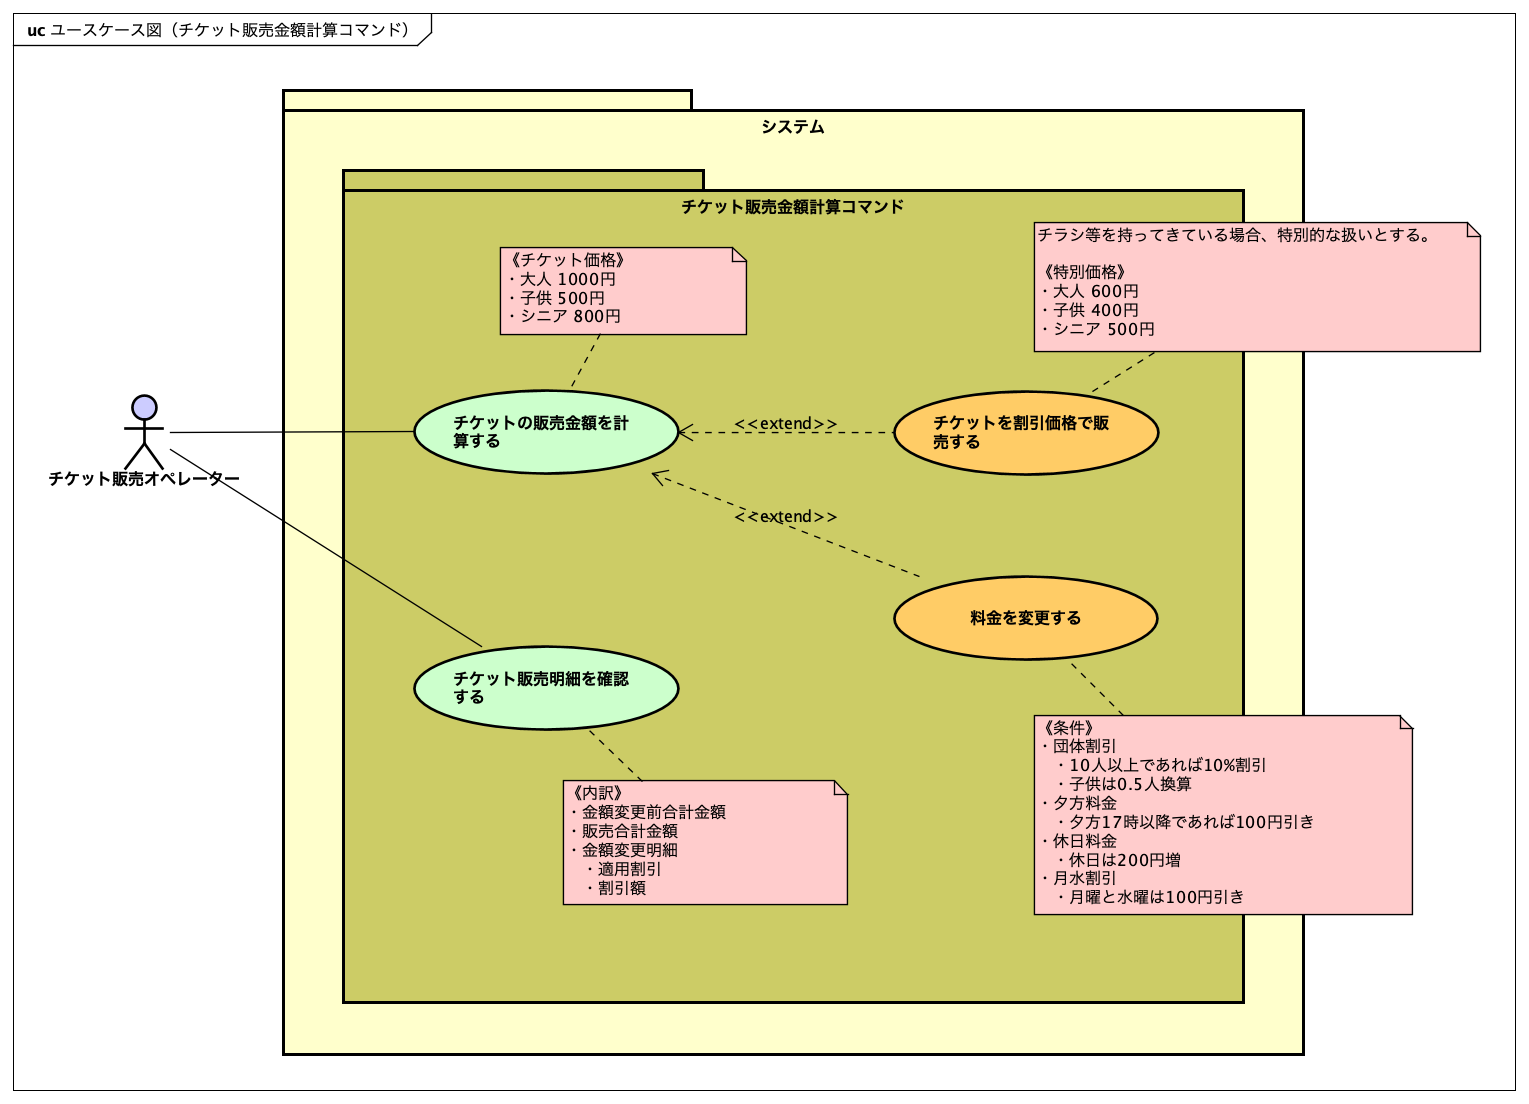 uc ユースケース図（チケット販売金額計算コマンド）
システム
チケット販売金額計算コマンド
チラシ等を持ってきている場合、特別的な扱いとする。
《特別価格》
・大人 600円
・子供 400円
・シニア 500円
《チケット価格》
・大人 1000円
・子供 500円
・シニア 800円
チケットの販売金額を計
算する
<<extend>>
チケットを割引価格で販
売する
チケット販売オペレーター
<<extend>>
料金を変更する
チケット販売明細を確認
する
《条件》
・団体割引
・10人以上であれば10%割引
・子供は0.5人換算
・夕方料金
・夕方17時以降であれば100円引き
・休日料金
・休日は200円増
・月水割引
・月曜と水曜は100円引き
《内訳》
・金額変更前合計金額
・販売合計金額
・金額変更明細
・適用割引
・割引額